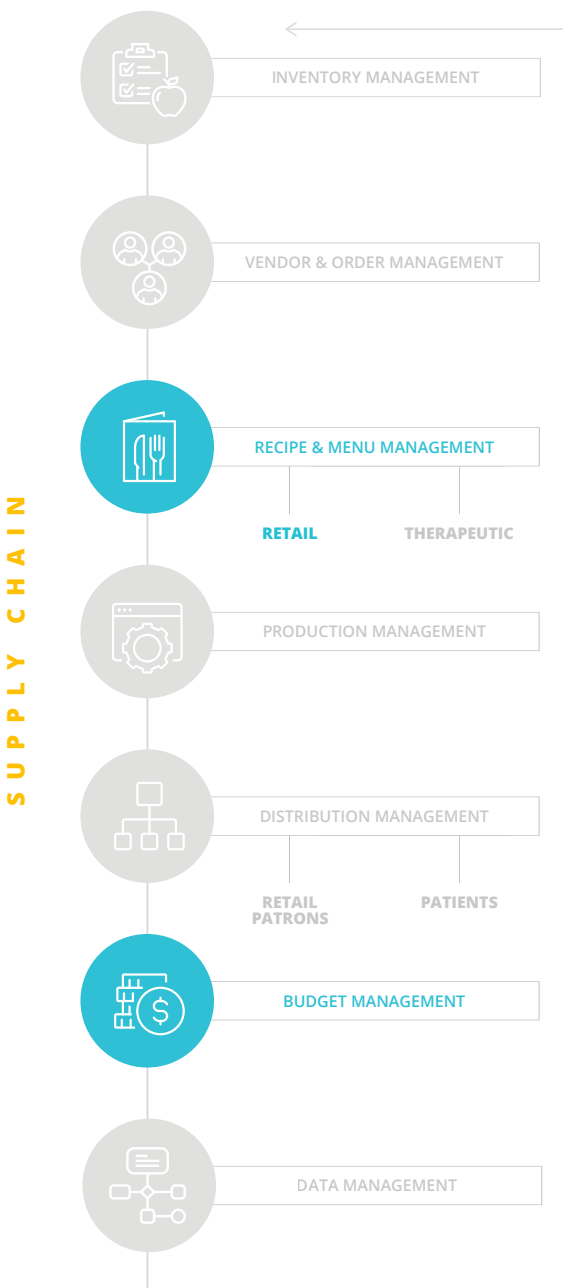 INVENTORY MANAGEMENT
VENDOR & ORDER MANAGEMENT
RECIPE & MENU MANAGEMENT
RETAIL
THERAPEUTIC
SUPPLY CHAIN
PRODUCTION MANAGEMENT
DISTRIBUTION MANAGEMENT
RETAIL
PATRONS
PATIENTS
$
BUDGET MANAGEMENT
DATA MANAGEMENT